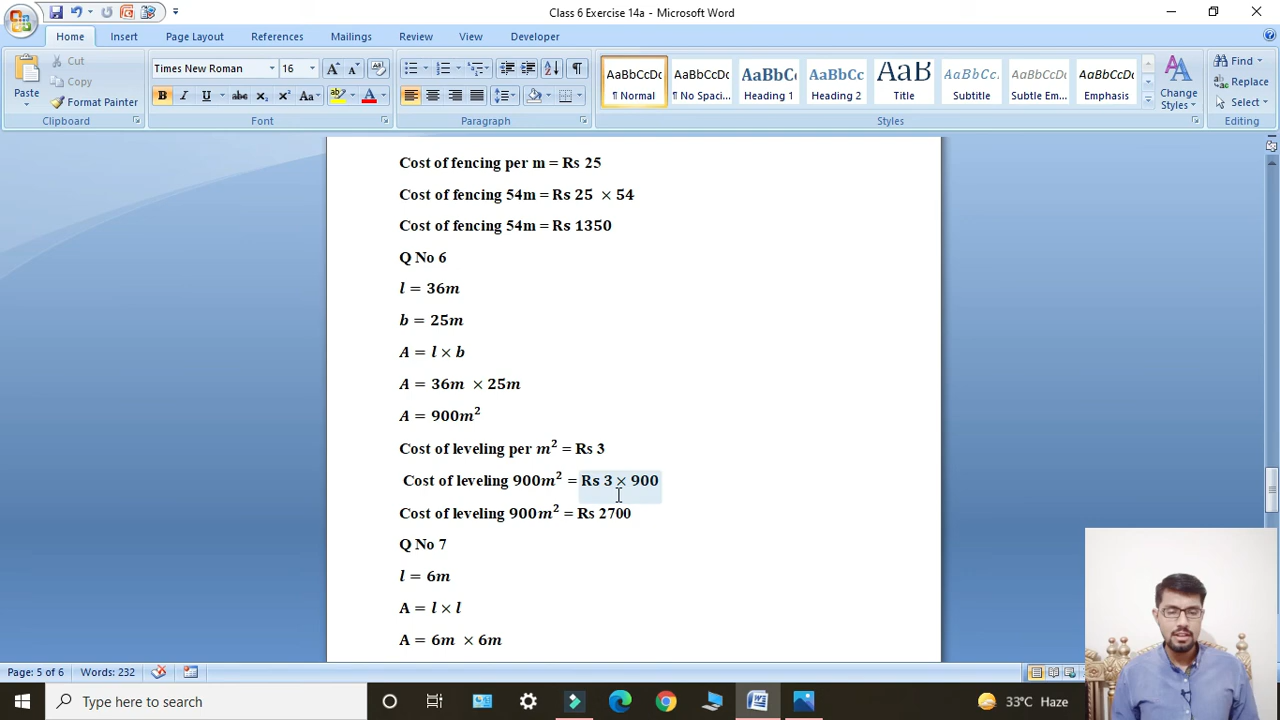 Class 6 Exercise 14a - Microsoft Word
Home Insert Page Layout References Mailings Review View Developer
Cut
Copy
Format Painter
Paste
Clipboard
Times New Roman 16
Font
Paragraph
AaBbCcDc AaBbCcDc AaBbCc AaBbCc AaB AaBbCc. AaBbCcDc AaBbCcDc
¶ Normal ¶ No Spaci... Heading 1 Heading 2 Title Subtitle Subtle Em... Emphasis
Styles
Change Styles
Find
Replace
Select
Editing
Cost of fencing per m = Rs 25
Cost of fencing 54m = Rs 25 × 54
Cost of fencing 54m = Rs 1350
Q No 6
l = 36m
b = 25m
A = l × b
A = 36m × 25m
A = 900m²
Cost of leveling per m² = Rs 3
Cost of leveling 900m² = Rs 3 × 900
Cost of leveling 900m² = Rs 2700
Q No 7
l = 6m
A = l × l
A = 6m × 6m
Page: 5 of 6 Words: 232
Type here to search
33°C Haze